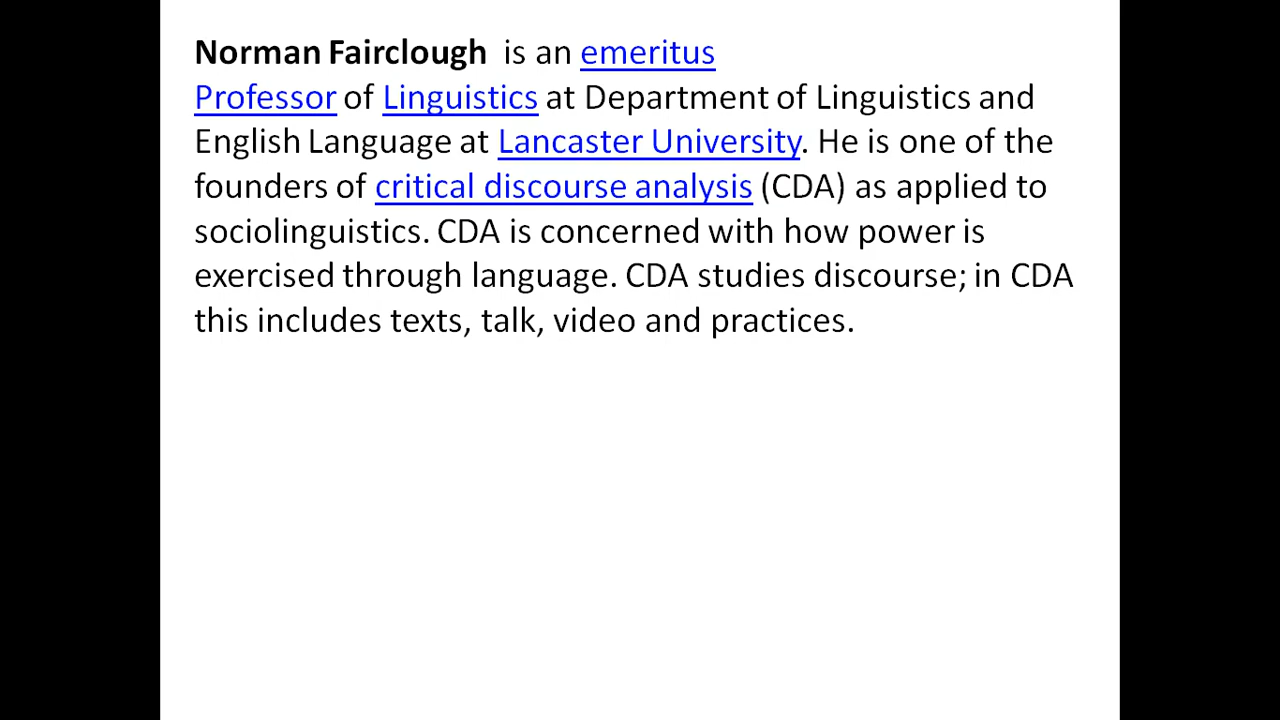 Norman Fairclough is an emeritus
Professor of Linguistics at Department of Linguistics and
English Language at Lancaster University. He is one of the
founders of critical discourse analysis (CDA) as applied to
sociolinguistics. CDA is concerned with how power is
exercised through language. CDA studies discourse; in CDA
this includes texts, talk, video and practices.